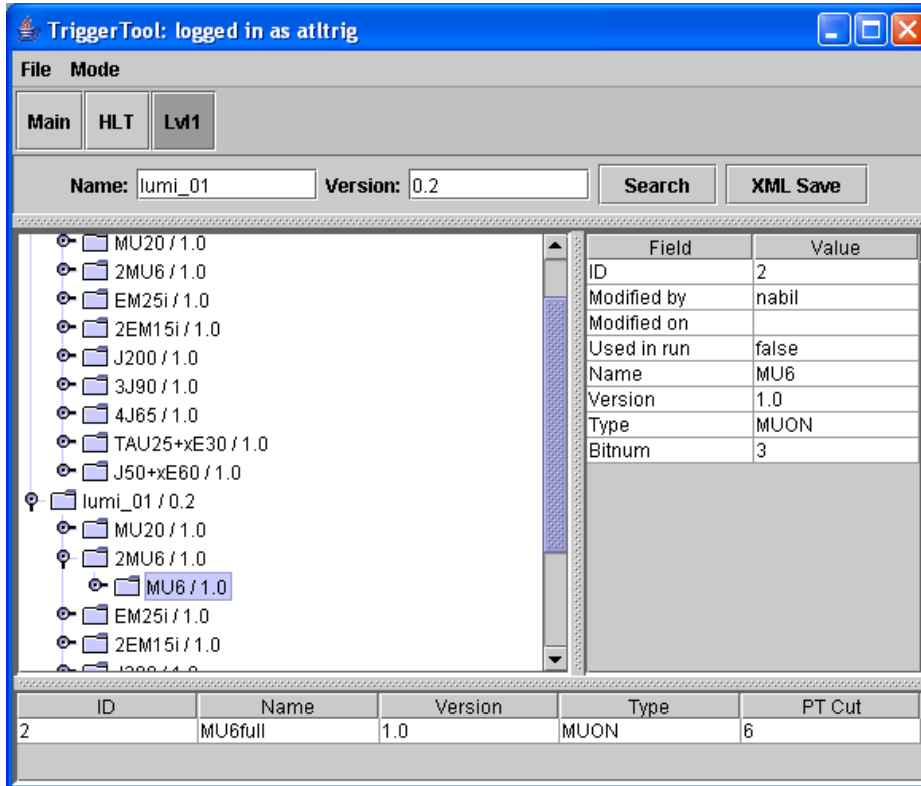 TriggerTool: logged in as atltrig
File Mode
Main HLT Lvl1
Name: lumi_01 Version: 0.2 Search XML Save
MU20 / 1.0
2MU6 / 1.0
EM25i / 1.0
2EM15i / 1.0
J200 / 1.0
3J90 / 1.0
4J65 / 1.0
TAU25+xE30 / 1.0
J50+xE60 / 1.0
lumi_01 / 0.2
MU20 / 1.0
2MU6 / 1.0
MU6 / 1.0
EM25i / 1.0
2EM15i / 1.0
Field Value
ID 2
Modified by nabil
Modified on
Used in run false
Name MU6
Version 1.0
Type MUON
Bitnum 3
ID Name Version Type PT Cut
2 MU6full 1.0 MUON 6